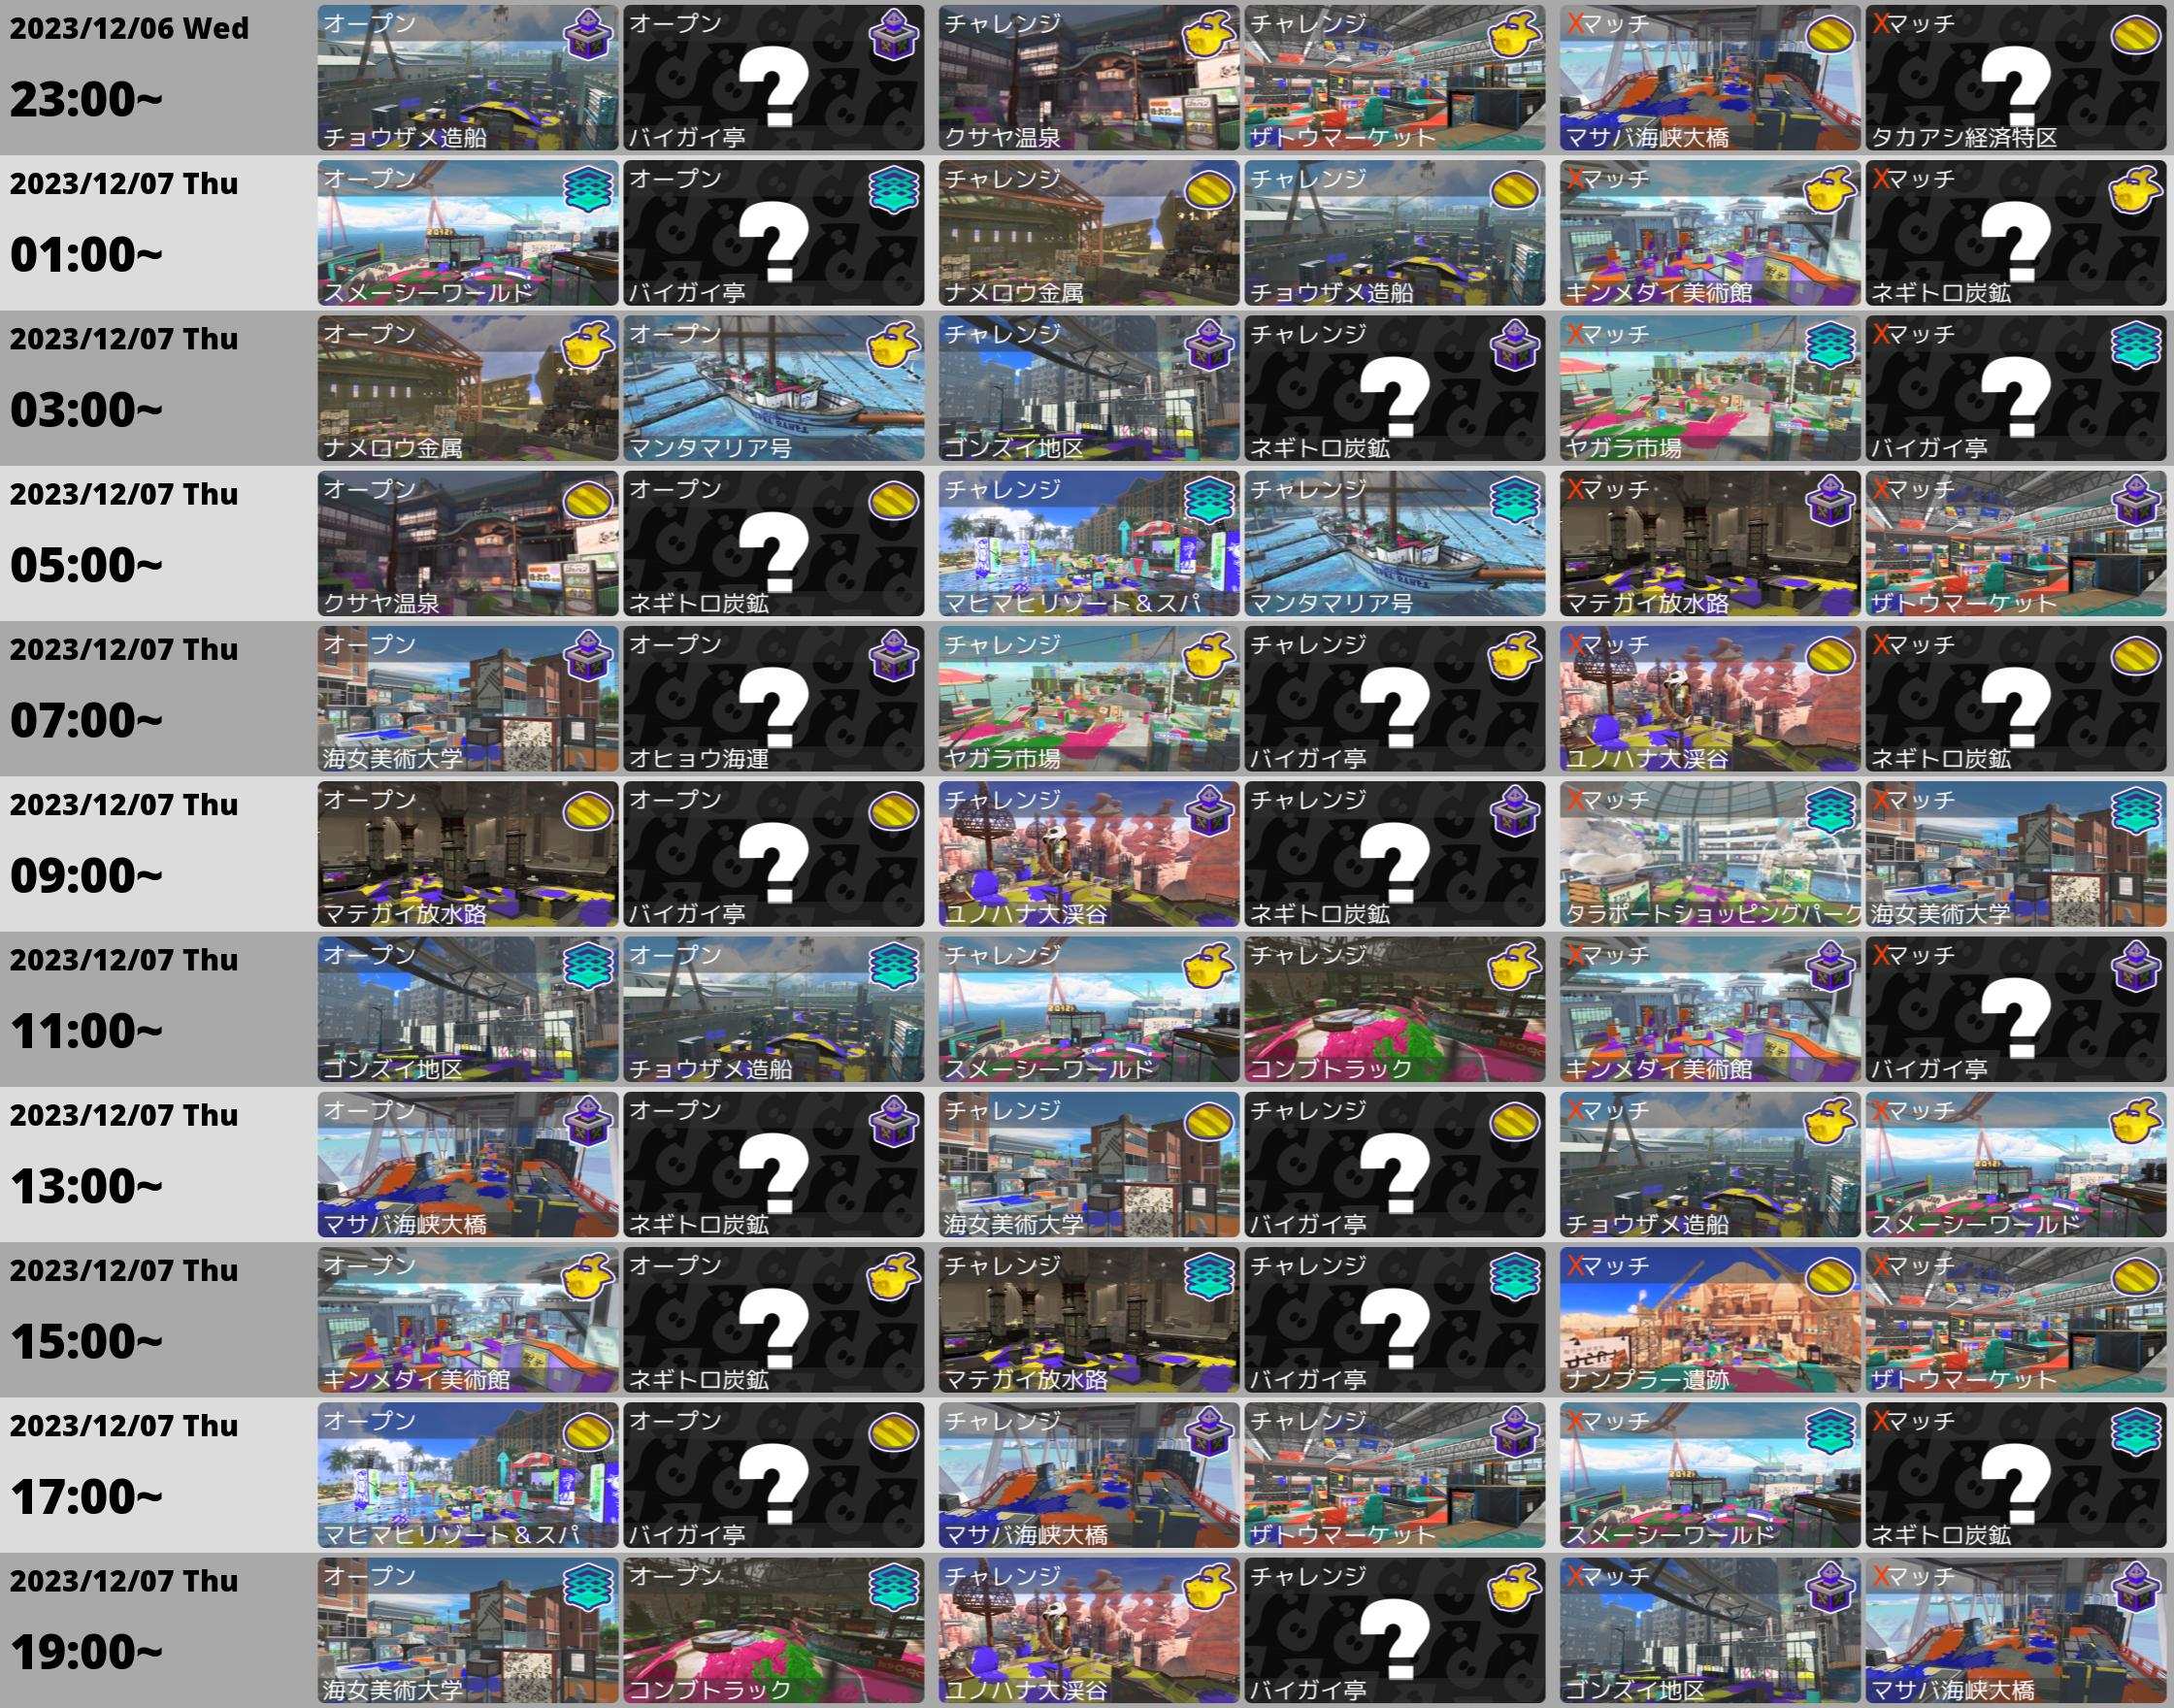 2023/12/06 Wed
23:00~
オープン
チョウザメ造船
オープン
バイガイ亭
チャレンジ
クサヤ温泉
チャレンジ
ザトウマーケット
Xマッチ
マサバ海峡大橋
Xマッチ
タカアシ経済特区
2023/12/07 Thu
01:00~
オープン
スメーシーワールド
オープン
バイガイ亭
チャレンジ
ナメロウ金属
チャレンジ
チョウザメ造船
Xマッチ
キンメダイ美術館
Xマッチ
ネギトロ炭鉱
2023/12/07 Thu
03:00~
オープン
ナメロウ金属
オープン
マンタマリア号
チャレンジ
ゴンズイ地区
チャレンジ
ネギトロ炭鉱
Xマッチ
ヤガラ市場
Xマッチ
バイガイ亭
2023/12/07 Thu
05:00~
オープン
クサヤ温泉
オープン
ネギトロ炭鉱
チャレンジ
マヒマヒリゾート＆スパ
チャレンジ
マンタマリア号
Xマッチ
マテガイ放水路
Xマッチ
ザトウマーケット
2023/12/07 Thu
07:00~
オープン
海女美術大学
オープン
オヒョウ海運
チャレンジ
ヤガラ市場
チャレンジ
バイガイ亭
Xマッチ
ユノハナ大渓谷
Xマッチ
ネギトロ炭鉱
2023/12/07 Thu
09:00~
オープン
マテガイ放水路
オープン
バイガイ亭
チャレンジ
ユノハナ大渓谷
チャレンジ
ネギトロ炭鉱
Xマッチ
タラポートショッピングパーク
Xマッチ
海女美術大学
2023/12/07 Thu
11:00~
オープン
ゴンズイ地区
オープン
チョウザメ造船
チャレンジ
スメーシーワールド
チャレンジ
コンブトラック
Xマッチ
キンメダイ美術館
Xマッチ
バイガイ亭
2023/12/07 Thu
13:00~
オープン
マサバ海峡大橋
オープン
ネギトロ炭鉱
チャレンジ
海女美術大学
チャレンジ
バイガイ亭
Xマッチ
チョウザメ造船
Xマッチ
スメーシーワールド
2023/12/07 Thu
15:00~
オープン
キンメダイ美術館
オープン
ネギトロ炭鉱
チャレンジ
マテガイ放水路
チャレンジ
バイガイ亭
Xマッチ
ナンプラー遺跡
Xマッチ
ザトウマーケット
2023/12/07 Thu
17:00~
オープン
マヒマヒリゾート＆スパ
オープン
バイガイ亭
チャレンジ
マサバ海峡大橋
チャレンジ
ザトウマーケット
Xマッチ
スメーシーワールド
Xマッチ
ネギトロ炭鉱
2023/12/07 Thu
19:00~
オープン
海女美術大学
オープン
コンブトラック
チャレンジ
ユノハナ大渓谷
チャレンジ
バイガイ亭
Xマッチ
ゴンズイ地区
Xマッチ
マサバ海峡大橋